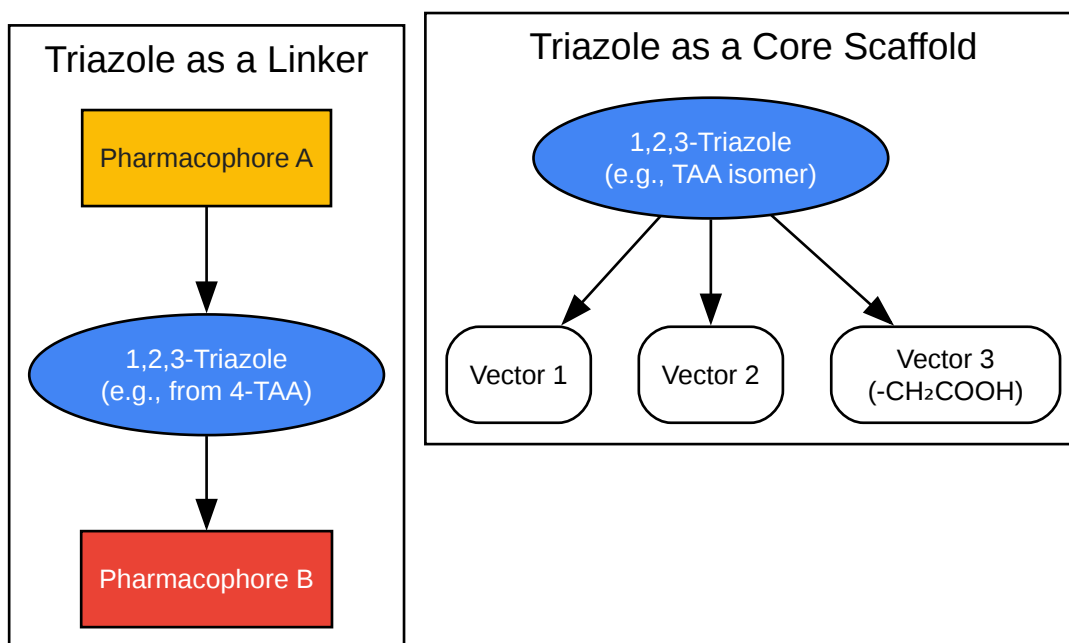 Triazole as a Linker
Pharmacophore A
1,2,3-Triazole
(e.g., from 4-TAA)
Pharmacophore B
Triazole as a Core Scaffold
1,2,3-Triazole
(e.g., TAA isomer)
Vector 1
Vector 2
Vector 3
(-CH₂COOH)